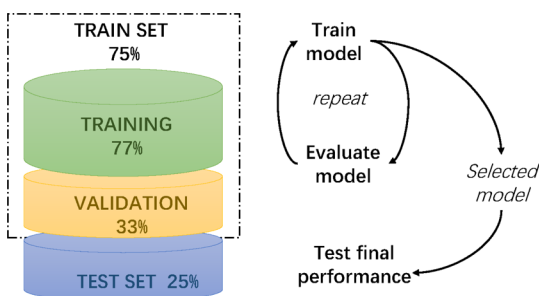 TRAIN SET
75%
TRAINING
77%
VALIDATION
33%
TEST SET 25%
Train
model
repeat
Evaluate
model
Selected
model
Test final
performance